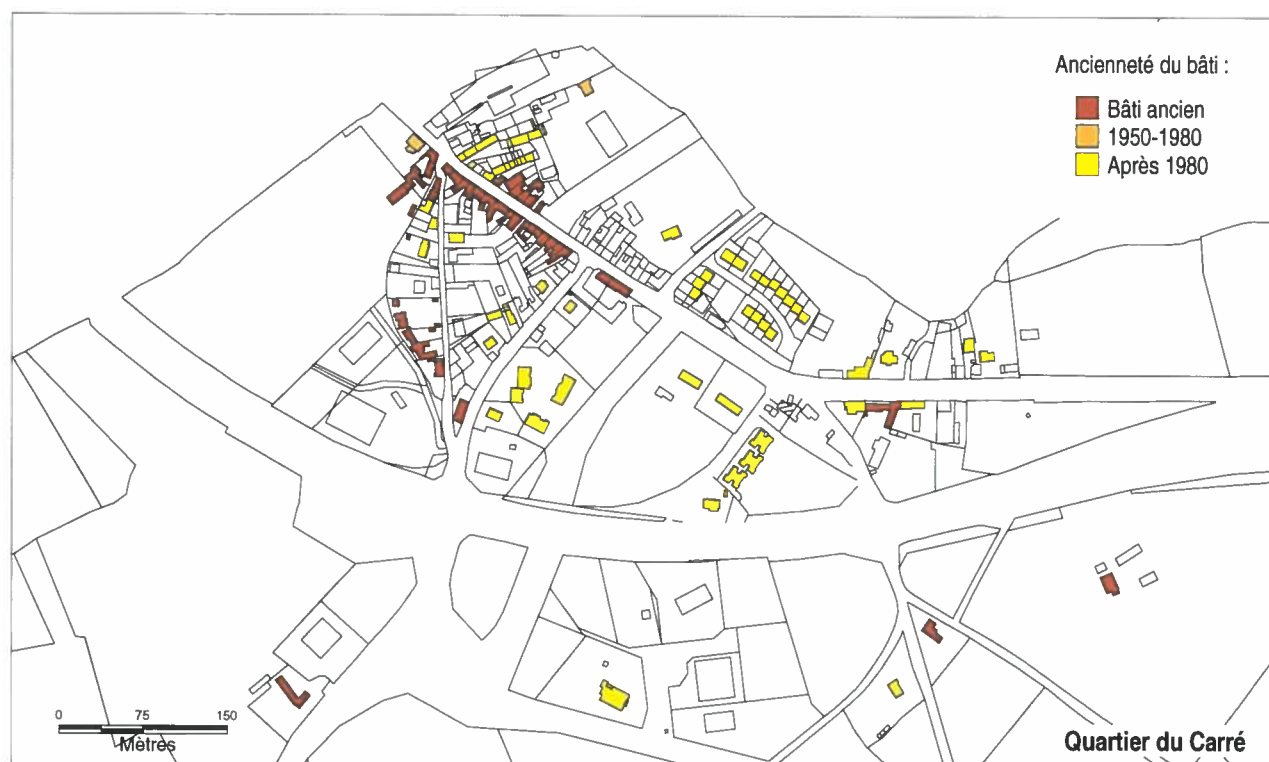 Ancienneté du bâti :
Bâti ancien
1950-1980
Après 1980
0 75 150
Mètres
Quartier du Carré